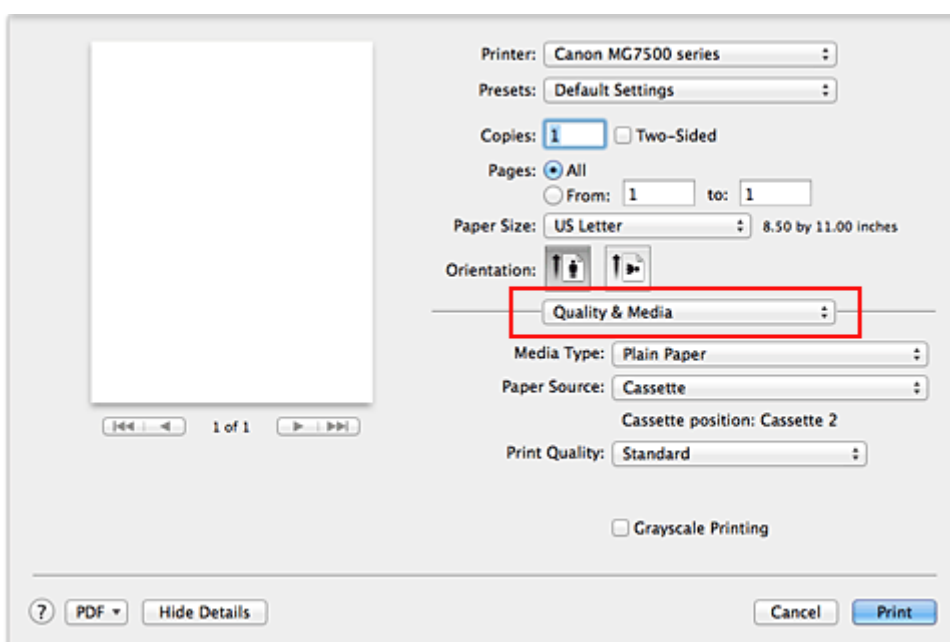 Printer: Canon MG7500 series
Presets: Default Settings
Copies: 1 Two-Sided
Pages: All
From: 1 to: 1
Paper Size: US Letter 8.50 by 11.00 inches
Orientation:
Quality & Media
Media Type: Plain Paper
Paper Source: Cassette
Cassette position: Cassette 2
1 of 1
Print Quality: Standard
Grayscale Printing
? PDF Hide Details Cancel Print